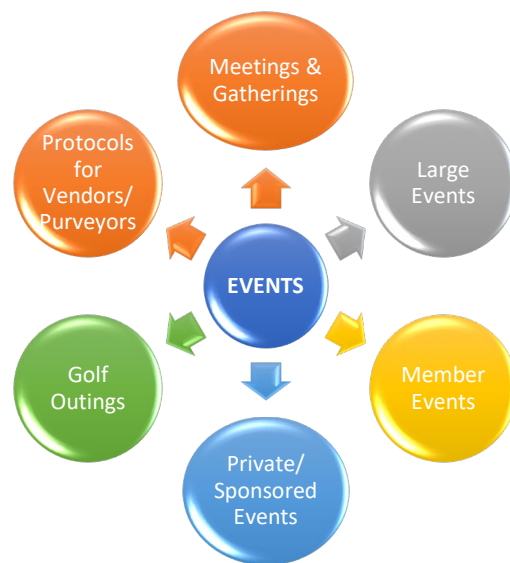 Meetings &
Gatherings
Protocols
for
Vendors/
Purveyors
Large
Events
EVENTS
Golf
Outings
Member
Events
Private/
Sponsored
Events